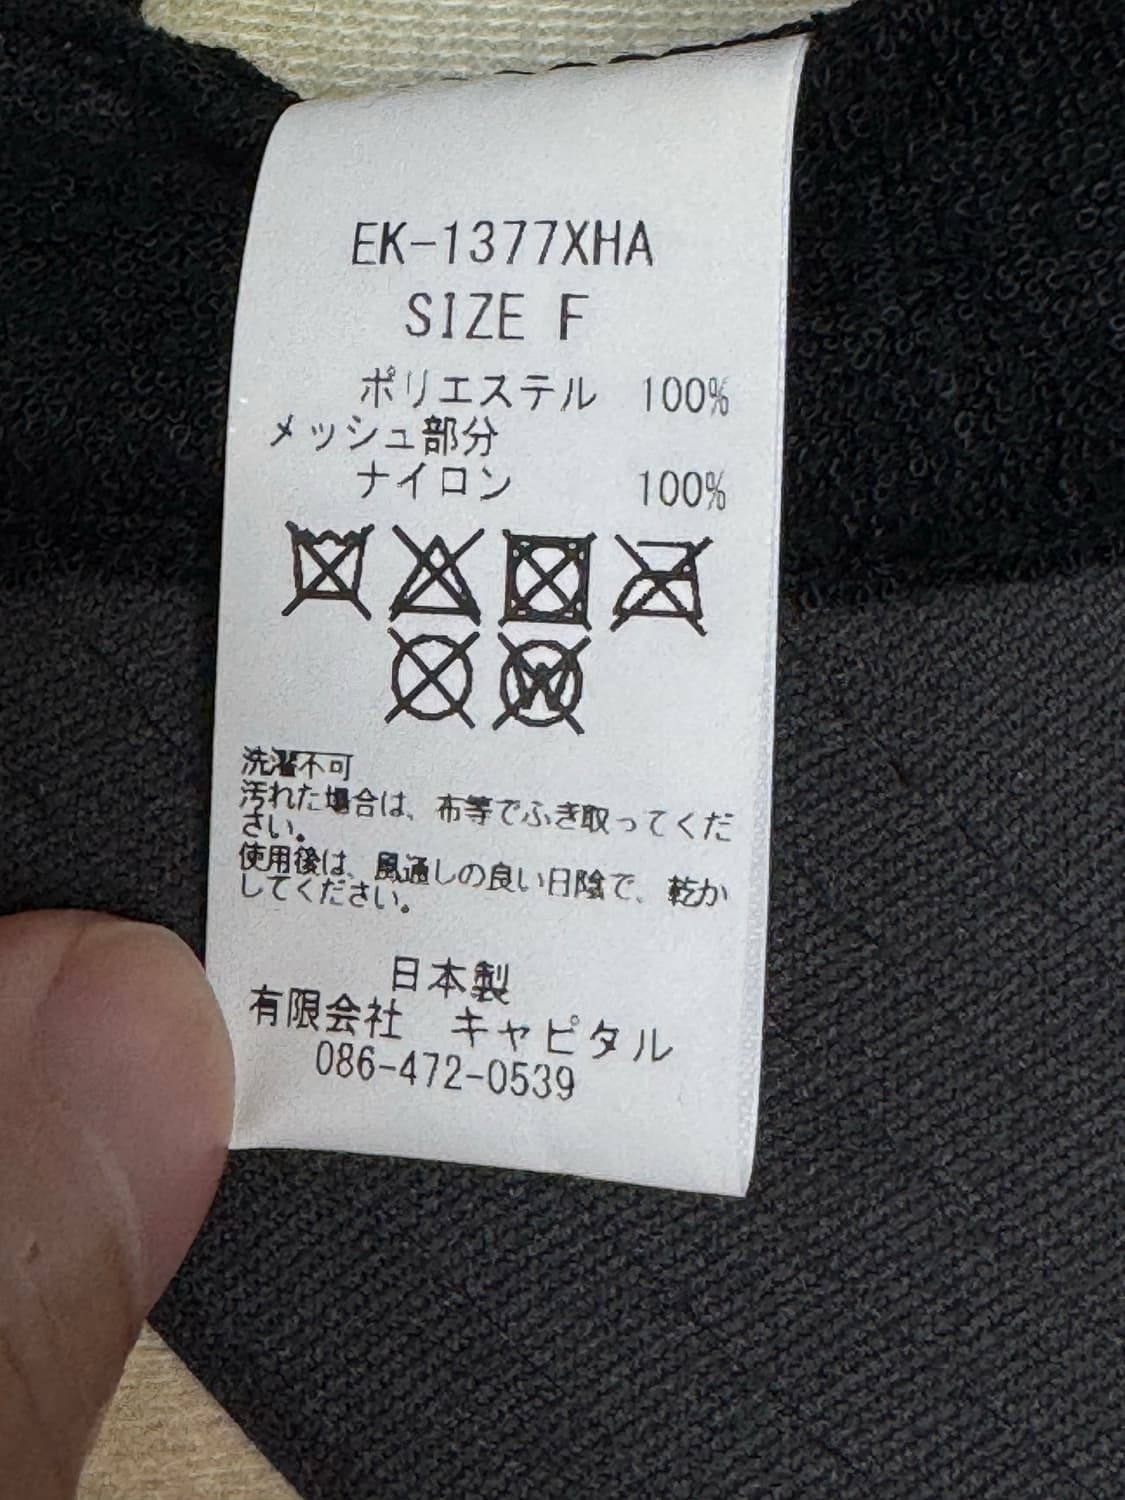 EK-1377XHA
SIZE F
ポリエステル 100%
メッシュ部分
ナイロン 100%
W
洗濯不可
汚れた場合は、布等でふき取ってくだ
さい。
使用後は、風通しの良い日陰で、乾か
してください。
日本製
有限会社 キャピタル
086-472-0539